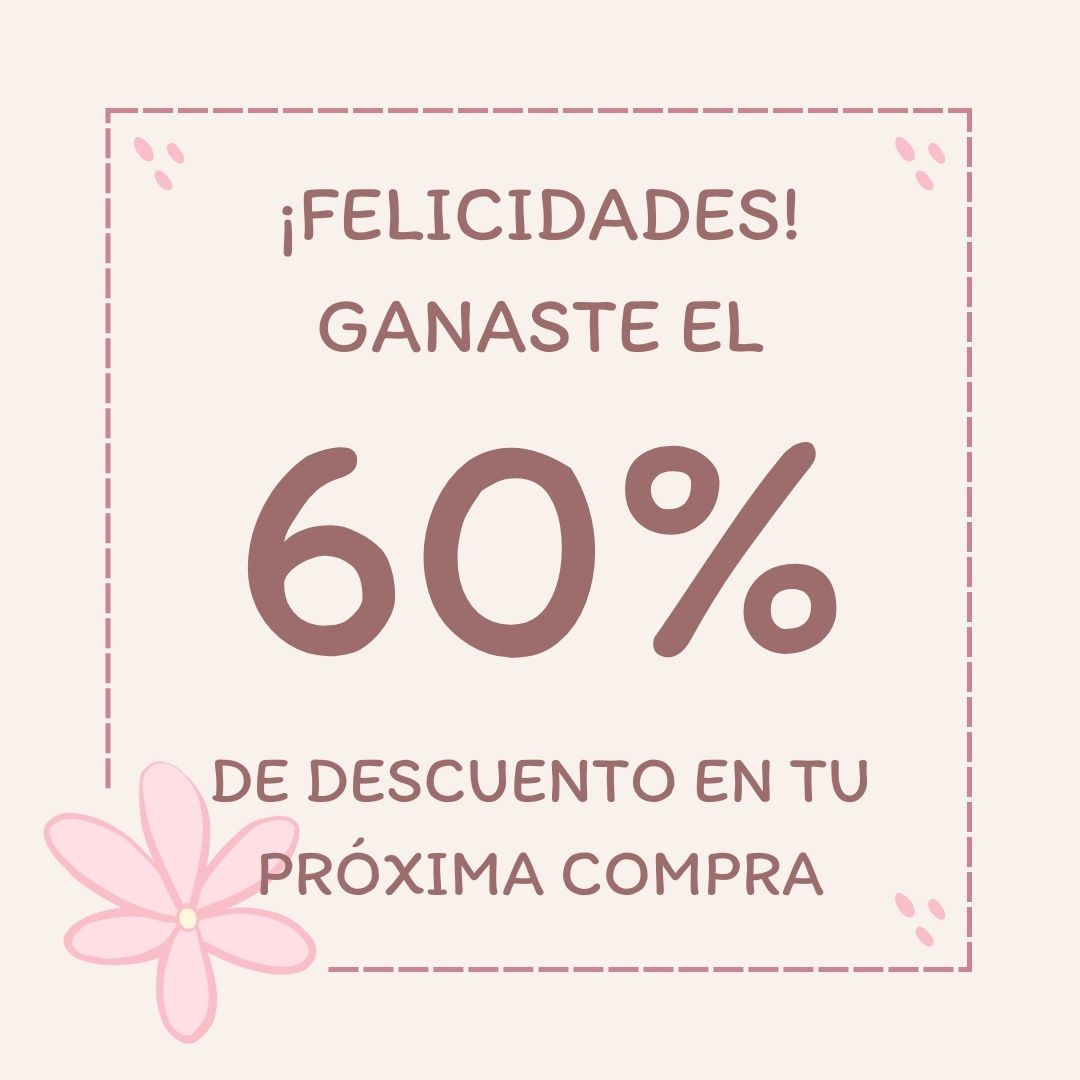 ¡FELICIDADES!
GANASTE EL
60%
DE DESCUENTO EN TU
PRÓXIMA COMPRA